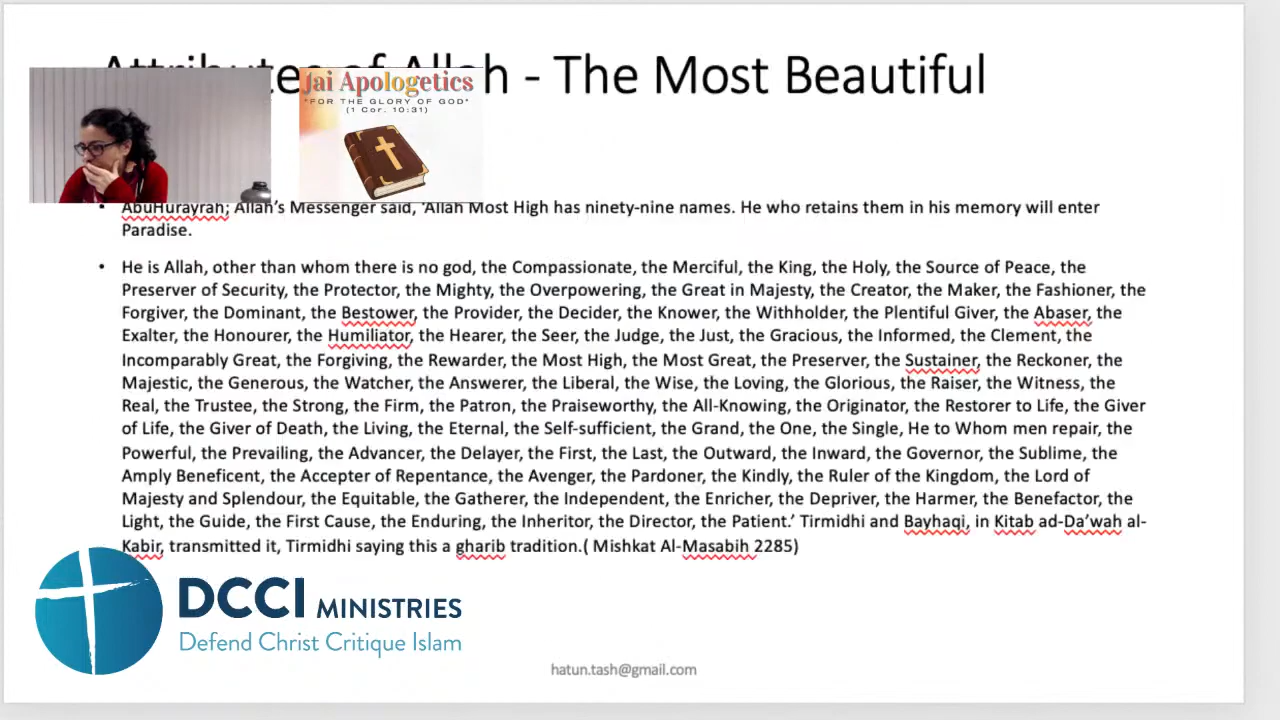 Attributes of Allah - The Most Beautiful
Jai Apologetics
"FOR THE GLORY OF GOD"
(1 Cor. 10:31)
• AbuHurayrah; Allah's Messenger said, 'Allah Most High has ninety-nine names. He who retains them in his memory will enter
Paradise.
• He is Allah, other than whom there is no god, the Compassionate, the Merciful, the King, the Holy, the Source of Peace, the
Preserver of Security, the Protector, the Mighty, the Overpowering, the Great in Majesty, the Creator, the Maker, the Fashioner, the
Forgiver, the Dominant, the Bestower, the Provider, the Decider, the Knower, the Withholder, the Plentiful Giver, the Abaser, the
Exalter, the Honourer, the Humiliator, the Hearer, the Seer, the Judge, the Just, the Gracious, the Informed, the Clement, the
Incomparably Great, the Forgiving, the Rewarder, the Most High, the Most Great, the Preserver, the Sustainer, the Reckoner, the
Majestic, the Generous, the Watcher, the Answerer, the Liberal, the Wise, the Loving, the Glorious, the Raiser, the Witness, the
Real, the Trustee, the Strong, the Firm, the Patron, the Praiseworthy, the All-Knowing, the Originator, the Restorer to Life, the Giver
of Life, the Giver of Death, the Living, the Eternal, the Self-sufficient, the Grand, the One, the Single, He to Whom men repair, the
Powerful, the Prevailing, the Advancer, the Delayer, the First, the Last, the Outward, the Inward, the Governor, the Sublime, the
Amply Beneficent, the Accepter of Repentance, the Avenger, the Pardoner, the Kindly, the Ruler of the Kingdom, the Lord of
Majesty and Splendour, the Equitable, the Gatherer, the Independent, the Enricher, the Depriver, the Harmer, the Benefactor, the
Light, the Guide, the First Cause, the Enduring, the Inheritor, the Director, the Patient.' Tirmidhi and Bayhaqi, in Kitab ad-Da'wah al-
Kabir, transmitted it, Tirmidhi saying this a gharib tradition.( Mishkat Al-Masabih 2285)
DCCI MINISTRIES
Defend Christ Critique Islam
hatun.tash@gmail.com